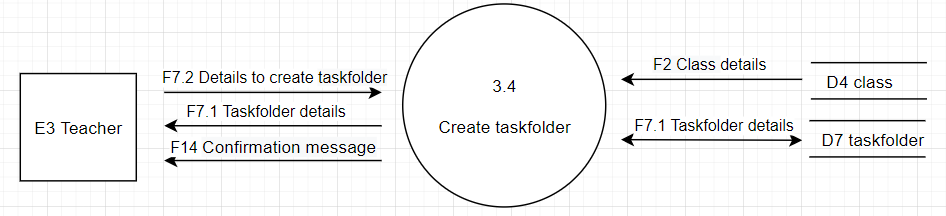 E3 Teacher
F7.2 Details to create taskfolder
F7.1 Taskfolder details
F14 Confirmation message
3.4
Create taskfolder
F2 Class details
F7.1 Taskfolder details
D4 class
D7 taskfolder